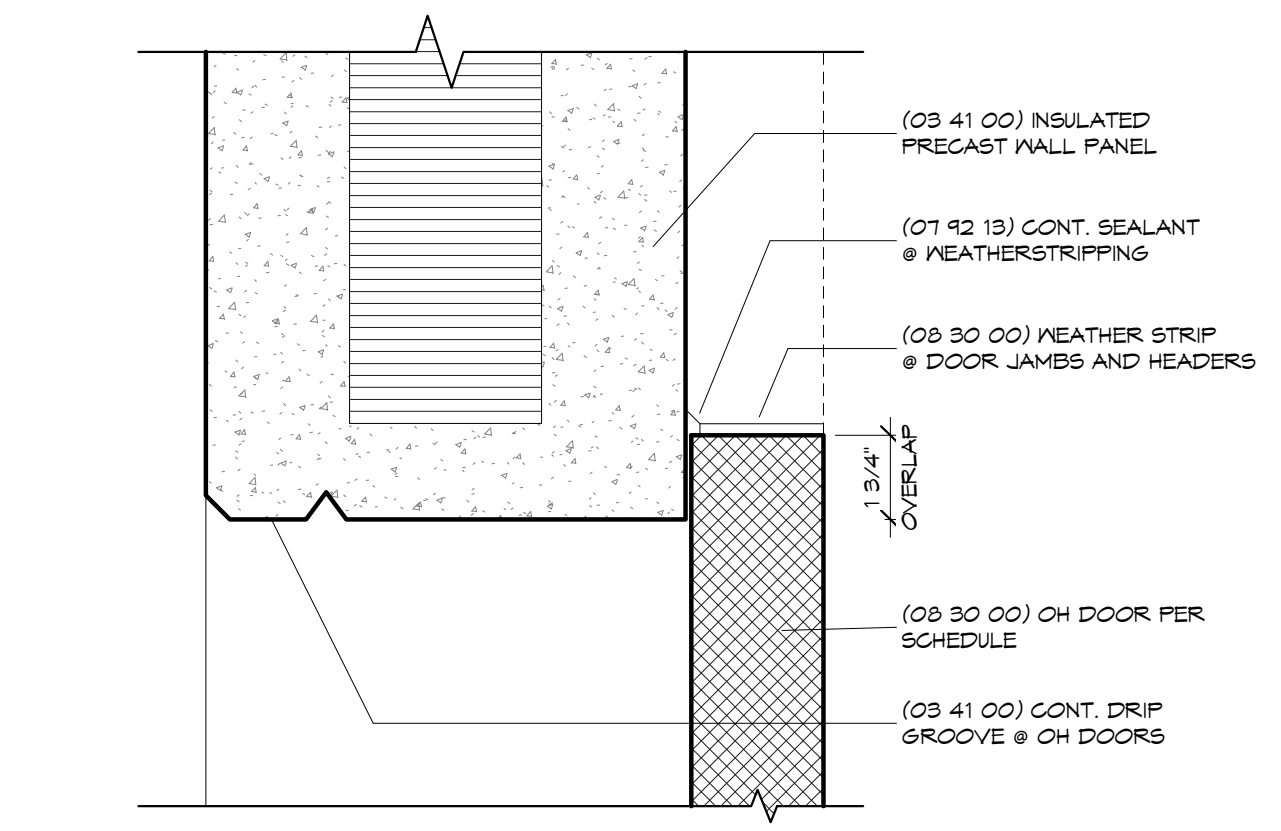 (03 41 00) INSULATED
PRECAST WALL PANEL
(07 92 13) CONT. SEALANT
@ WEATHERSTRIPPING
(08 30 00) WEATHER STRIP
@ DOOR JAMBS AND HEADERS
1 3/4"
OVERLAP
(08 30 00) OH DOOR PER
SCHEDULE
(03 41 00) CONT. DRIP
GROOVE @ OH DOORS